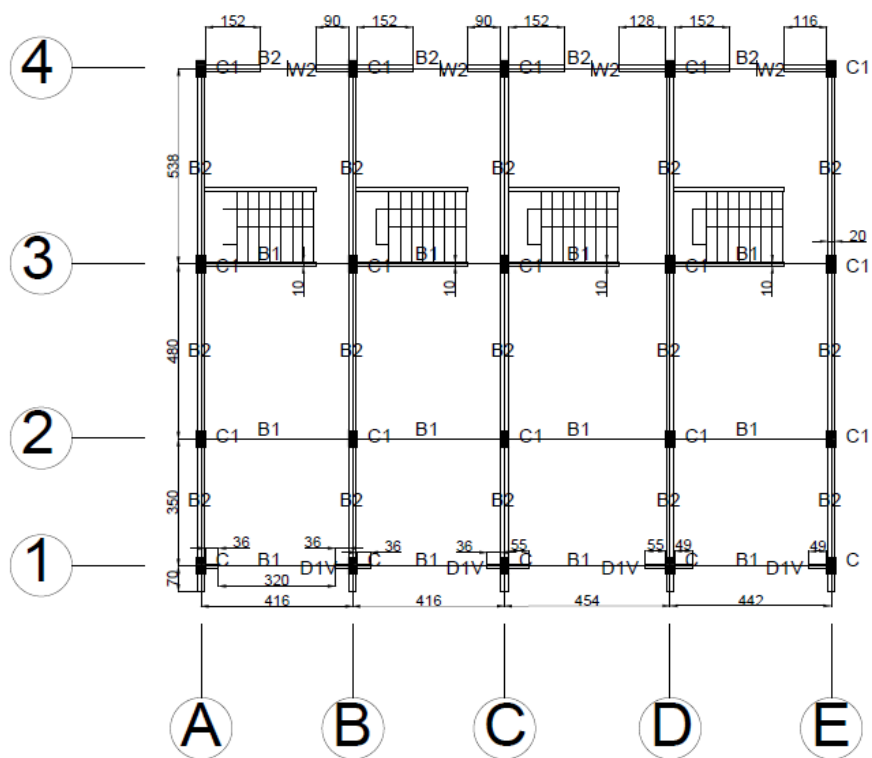 152 90 152 90 152 128 152 116
4 C1 B2 W2 C1 B2 W2 C1 B2 W2 C1 B2 W2 C1
538 B2 B2 B2 B2 B2
20
3 C1 B1 C1 B1 C1 B1 C1 B1 C1
10 10 10 10
480 B2 B2 B2 B2 B2
2 C1 B1 C1 B1 C1 B1 C1 B1 C1
350 B2 B2 B2 B2 B2
36 36 36 36 55 55 49 49
1 C B1 D1V C B1 D1V C B1 D1V C B1 D1V C
70 320
416 416 454 442
A B C D E